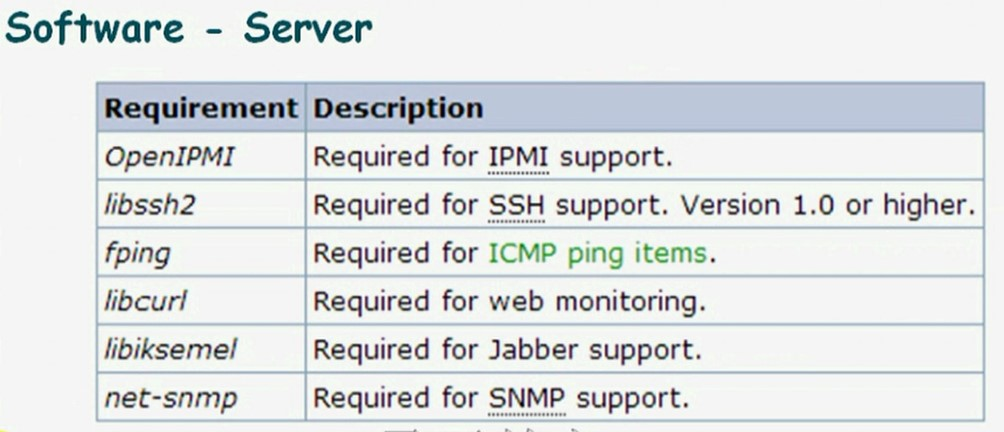 Software - Server
Requirement Description
OpenIPMI Required for IPMI support.
libssh2 Required for SSH support. Version 1.0 or higher.
fping Required for ICMP ping items.
libcurl Required for web monitoring.
libiksemel Required for Jabber support.
net-snmp Required for SNMP support.